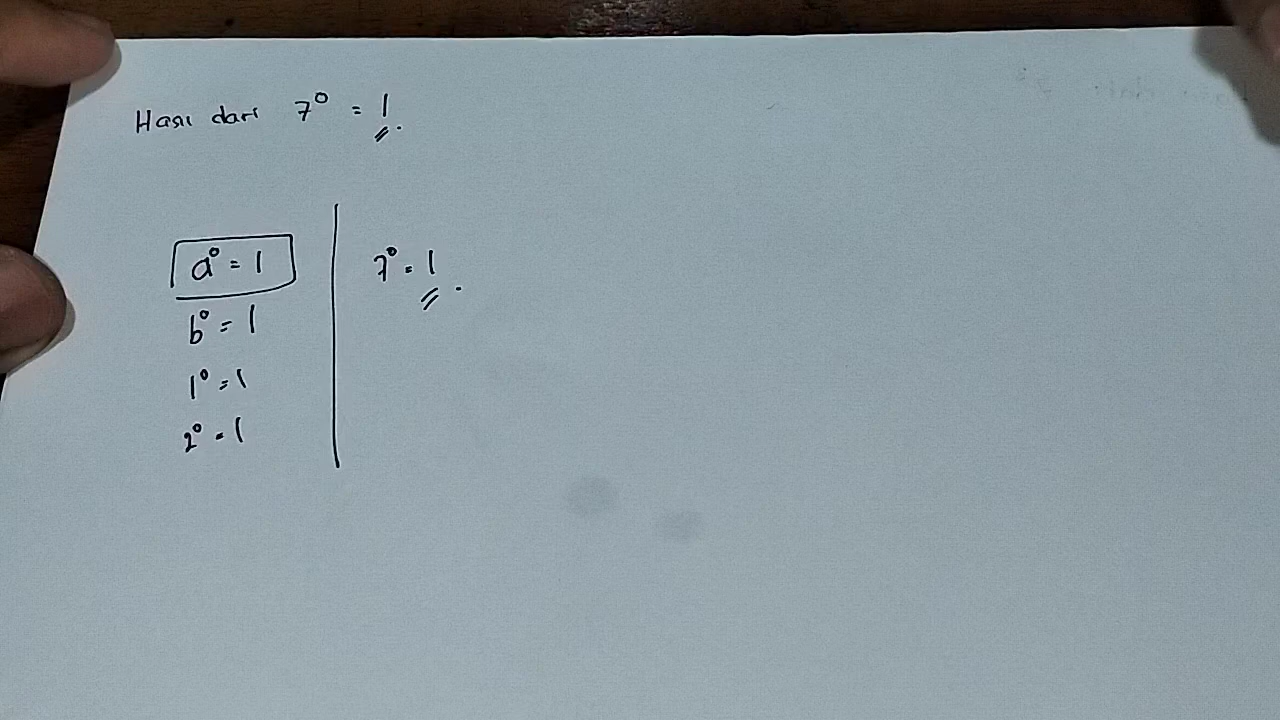 Hasil dari 7⁰ = 1.
a⁰ = 1
b⁰ = 1
1⁰ = 1
2⁰ = 1
7⁰ = 1.